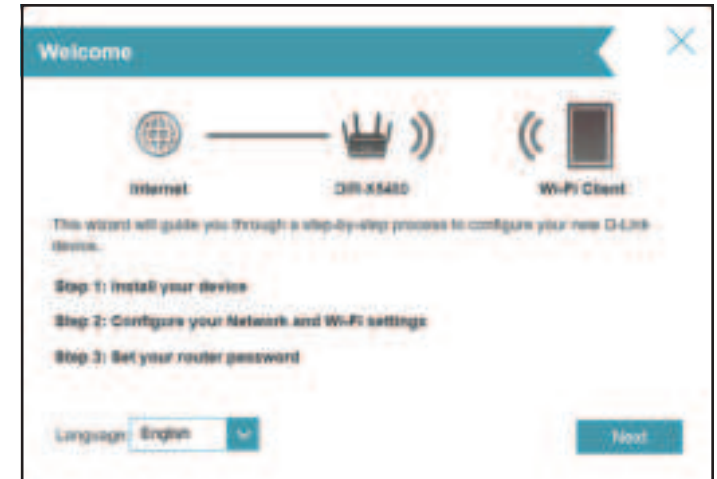 Welcome
Internet
DIR-X5460
Wi-Fi Client
This wizard will guide you through a step-by-step process to configure your new D-Link
device.
Step 1: Install your device
Step 2: Configure your Network and Wi-Fi settings
Step 3: Set your router password
Language: English
Next